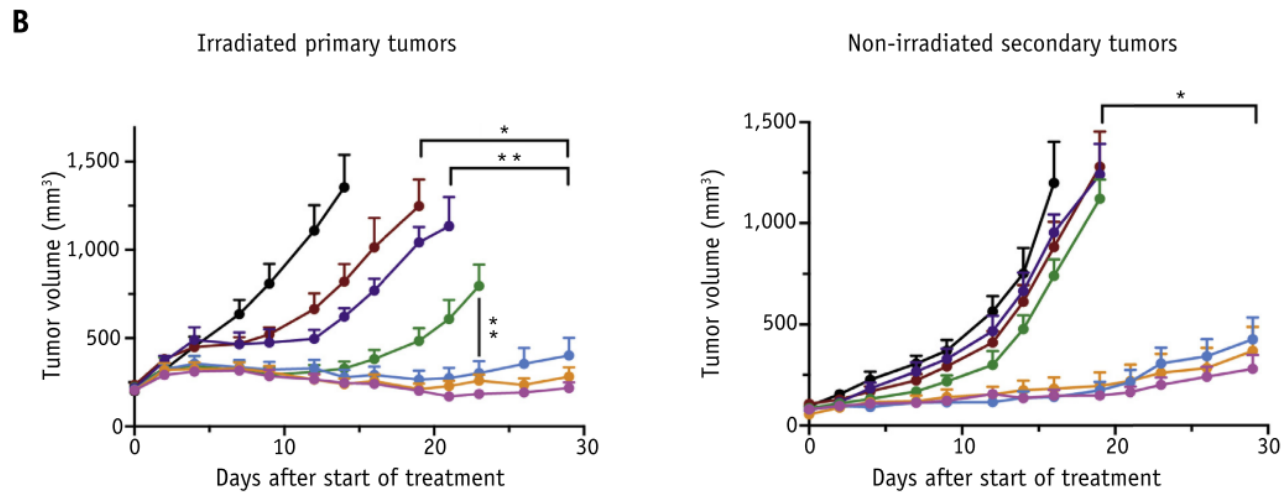 B
Irradiated primary tumors
Non-irradiated secondary tumors
Tumor volume (mm³)
1,500
1,000
500
0
0
10
20
30
Days after start of treatment
*
**
**
Tumor volume (mm³)
1,500
1,000
500
0
0
10
20
30
Days after start of treatment
*